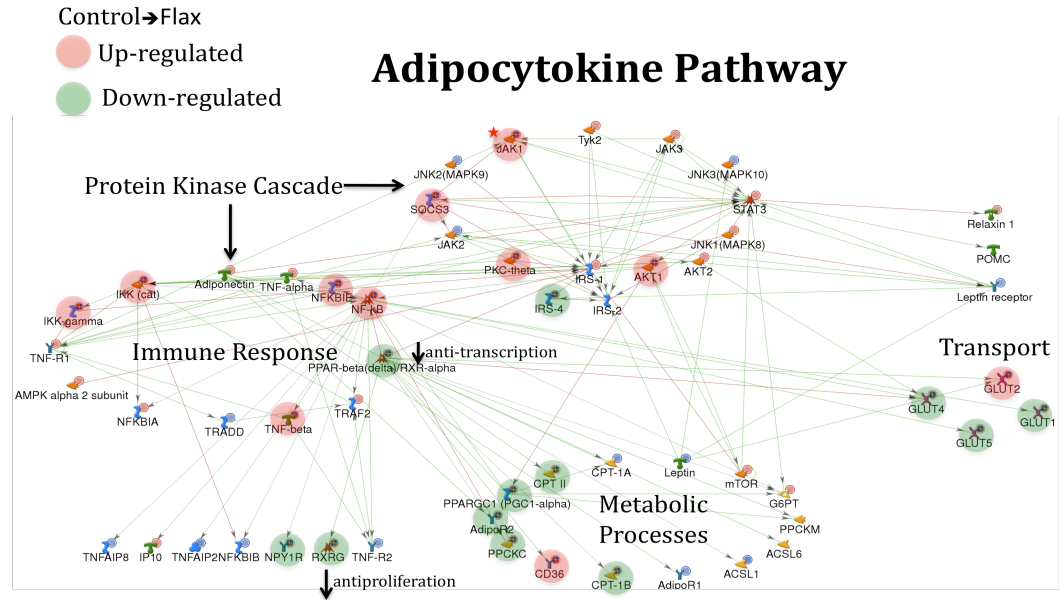 Control→Flax
Up-regulated
Down-regulated
Adipocytokine Pathway
JAK1
Tyk2
JAK3
JNK2(MAPK9)
JNK3(MAPK10)
Protein Kinase Cascade
SOCS3
STAT3
Relaxin 1
JAK2
JNK1(MAPK8)
POMC
PKC-theta
IRS-1
AKT1
AKT2
Adiponectin
TNF-alpha
IKK (cat)
NFKBIE
NF-kB
IRS-4
IRS-2
Leptin receptor
IKK-gamma
TNF-R1
Immune Response
anti-transcription
Transport
PPAR-beta(delta)/RXR-alpha
AMPK alpha 2 subunit
GLUT2
NFKBIA
TRADD
TNF-beta
TRAF2
GLUT4
GLUT1
GLUT5
CPT II
CPT-1A
Leptin
mTOR
PPARGC1 (PGC1-alpha)
Metabolic
Processes
G6PT
AdipoR2
PPCKM
TNFAIP8
IP10
TNFAIP2
NFKBIB
NPY1R
RXRG
TNF-R2
PPCKC
ACSL6
CD36
CPT-1B
AdipoR1
ACSL1
antiproliferation